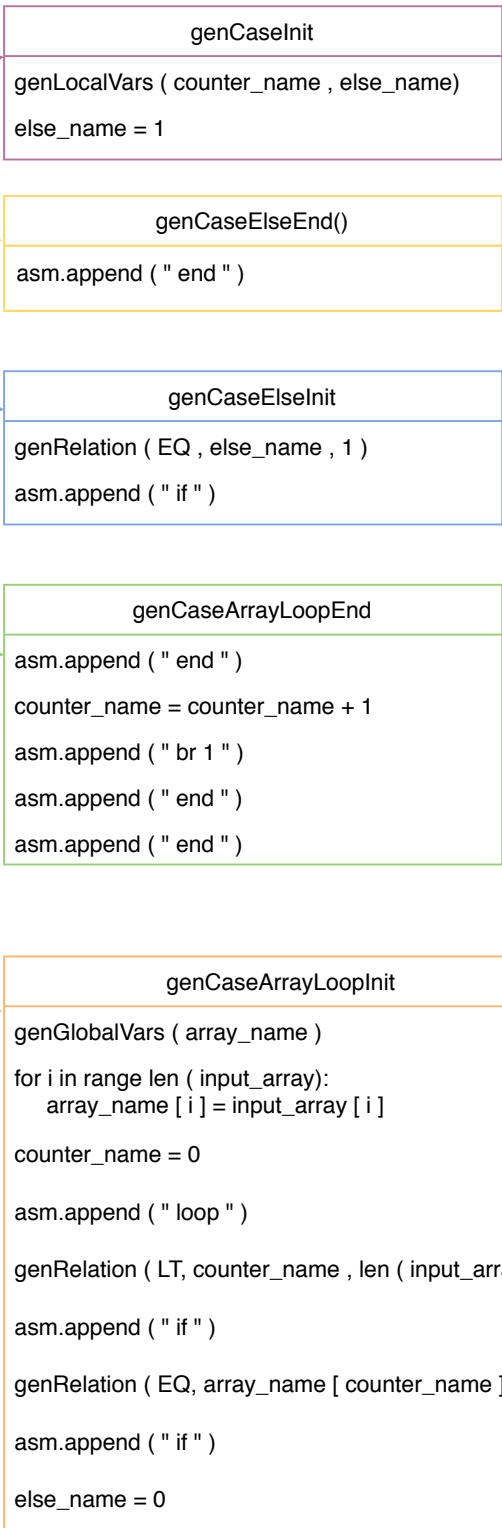 genCaseInit
genLocalVars ( counter_name , else_name)
else_name = 1
genCaseElseEnd()
asm.append ( " end " )
genCaseElseInit
genRelation ( EQ , else_name , 1 )
asm.append ( " if " )
genCaseArrayLoopEnd
asm.append ( " end " )
counter_name = counter_name + 1
asm.append ( " br 1 " )
asm.append ( " end " )
asm.append ( " end " )
genCaseArrayLoopInit
genGlobalVars ( array_name )
for i in range len ( input_array):
array_name [ i ] = input_array [ i ]
counter_name = 0
asm.append ( " loop " )
genRelation ( LT, counter_name , len ( input_arr
asm.append ( " if " )
genRelation ( EQ, array_name [ counter_name ]
asm.append ( " if " )
else_name = 0